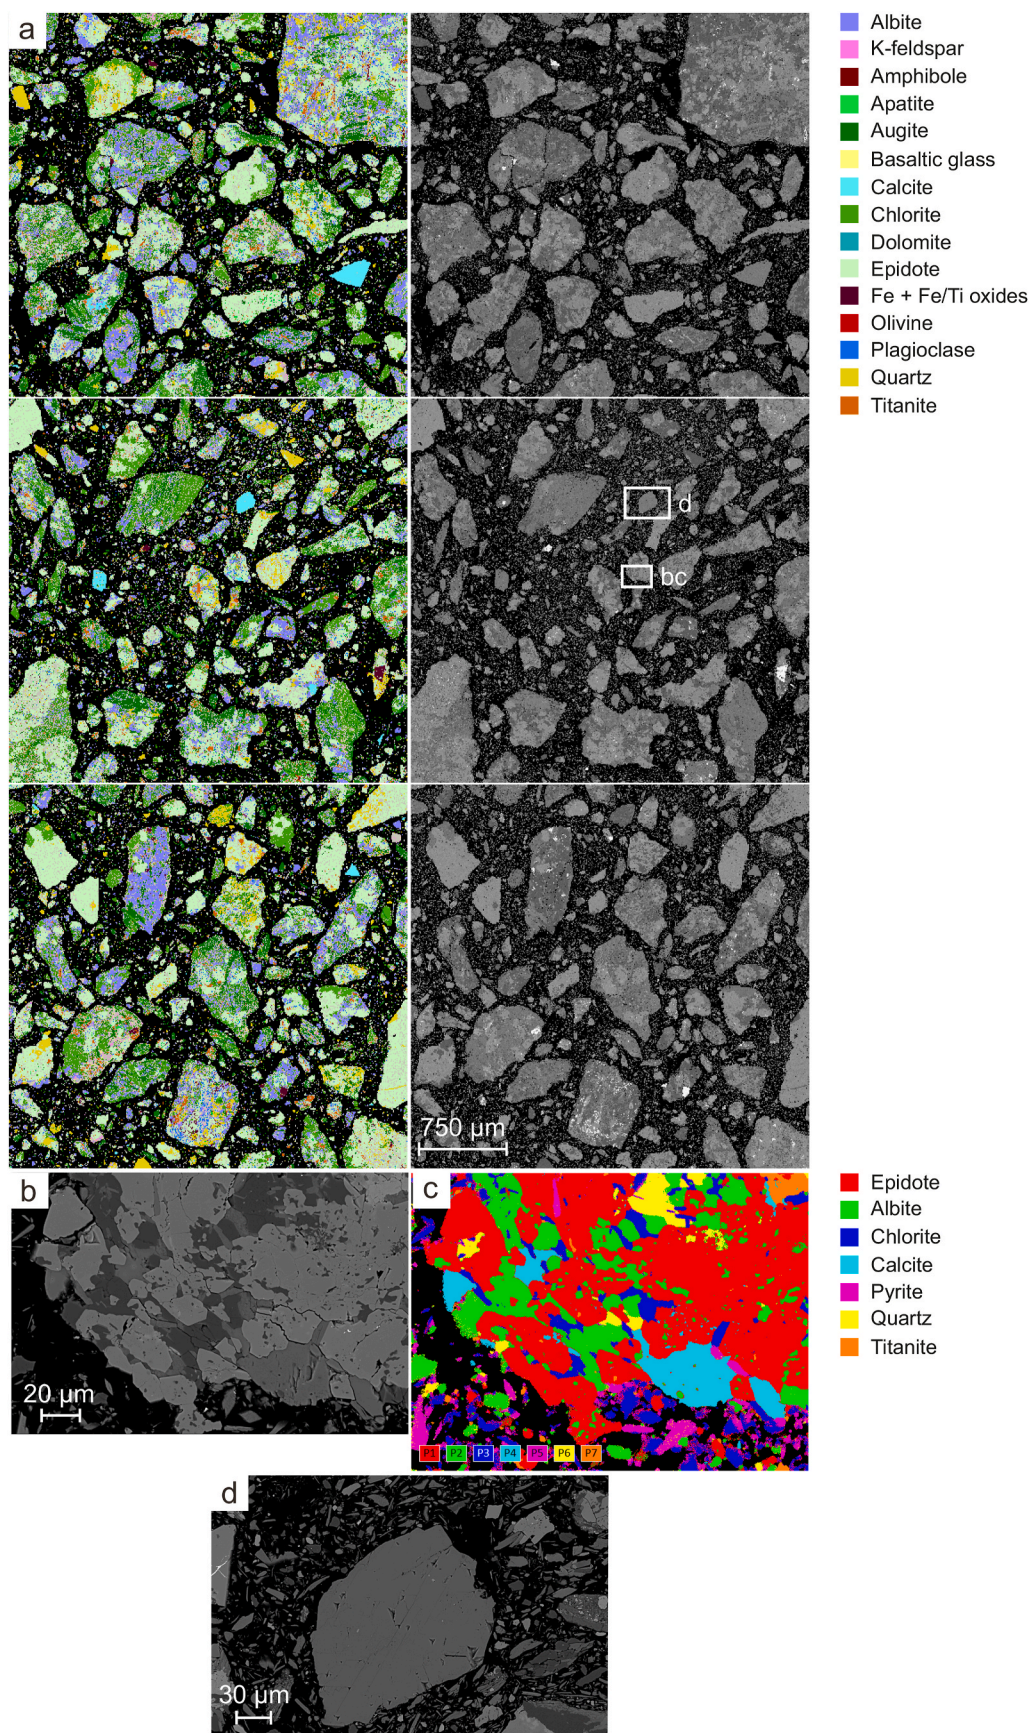 a
Albite
K-feldspar
Amphibole
Apatite
Augite
Basaltic glass
Calcite
Chlorite
Dolomite
Epidote
Fe + Fe/Ti oxides
Olivine
Plagioclase
Quartz
Titanite
d
bc
750 µm
b
20 µm
c
P1 P2 P3 P4 P5 P6 P7
Epidote
Albite
Chlorite
Calcite
Pyrite
Quartz
Titanite
d
30 µm